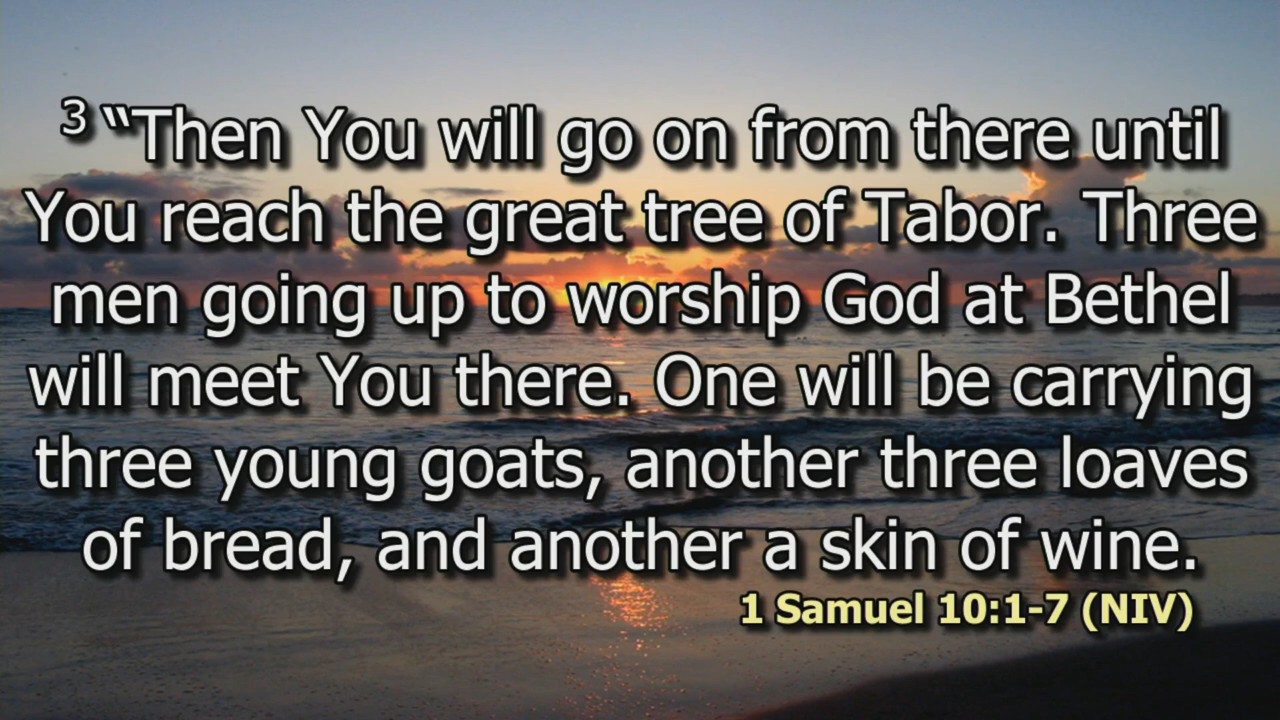 3 “Then You will go on from there until
You reach the great tree of Tabor. Three
men going up to worship God at Bethel
will meet You there. One will be carrying
three young goats, another three loaves
of bread, and another a skin of wine.
1 Samuel 10:1-7 (NIV)